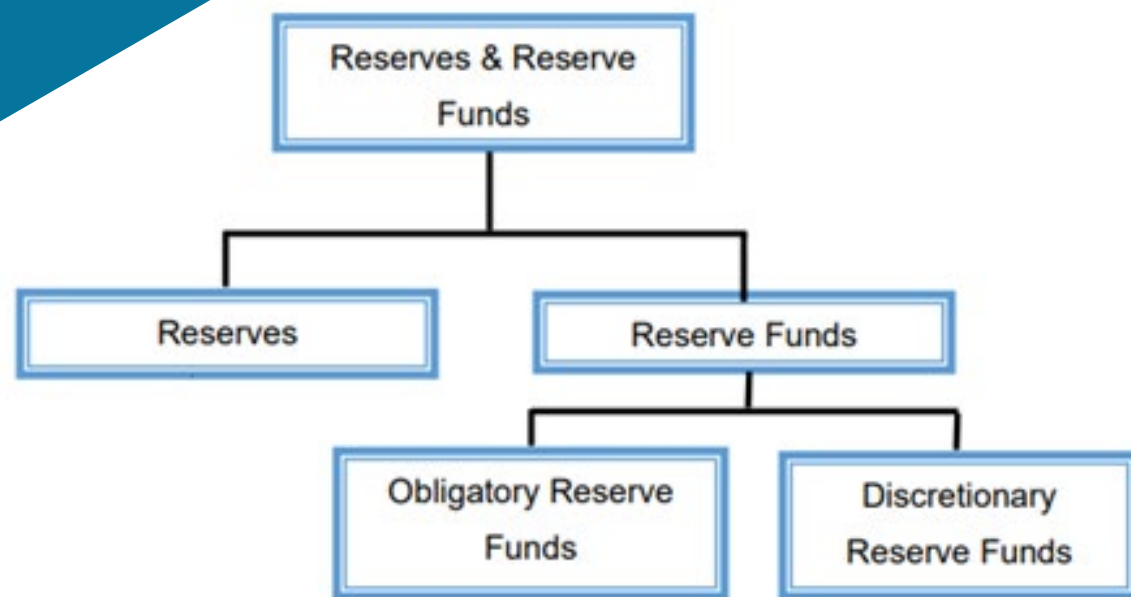 Reserves & Reserve
Funds
Reserves
Reserve Funds
Obligatory Reserve
Funds
Discretionary
Reserve Funds